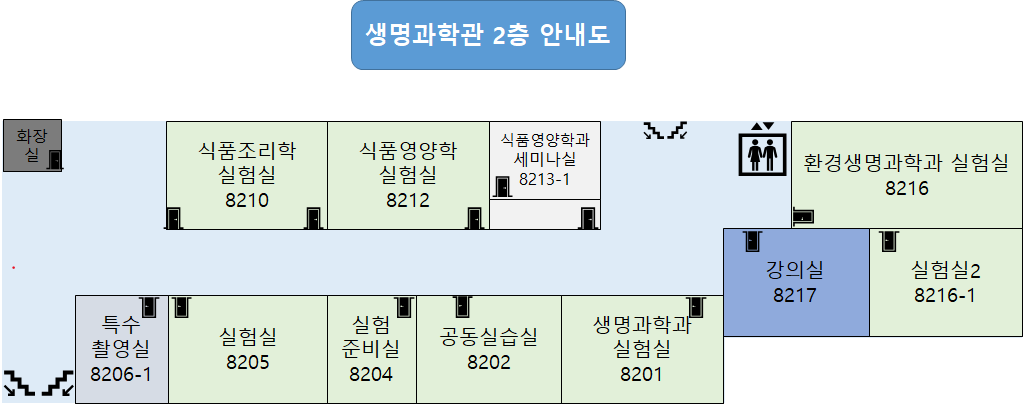 생명과학관 2층 안내도
화장
실
식품조리학
실험실
8210
식품영양학
실험실
8212
식품영양학과
세미나실
8213-1
환경생명과학과 실험실
8216
강의실
8217
실험실2
8216-1
특수
촬영실
8206-1
실험실
8205
실험
준비실
8204
공동실습실
8202
생명과학과
실험실
8201